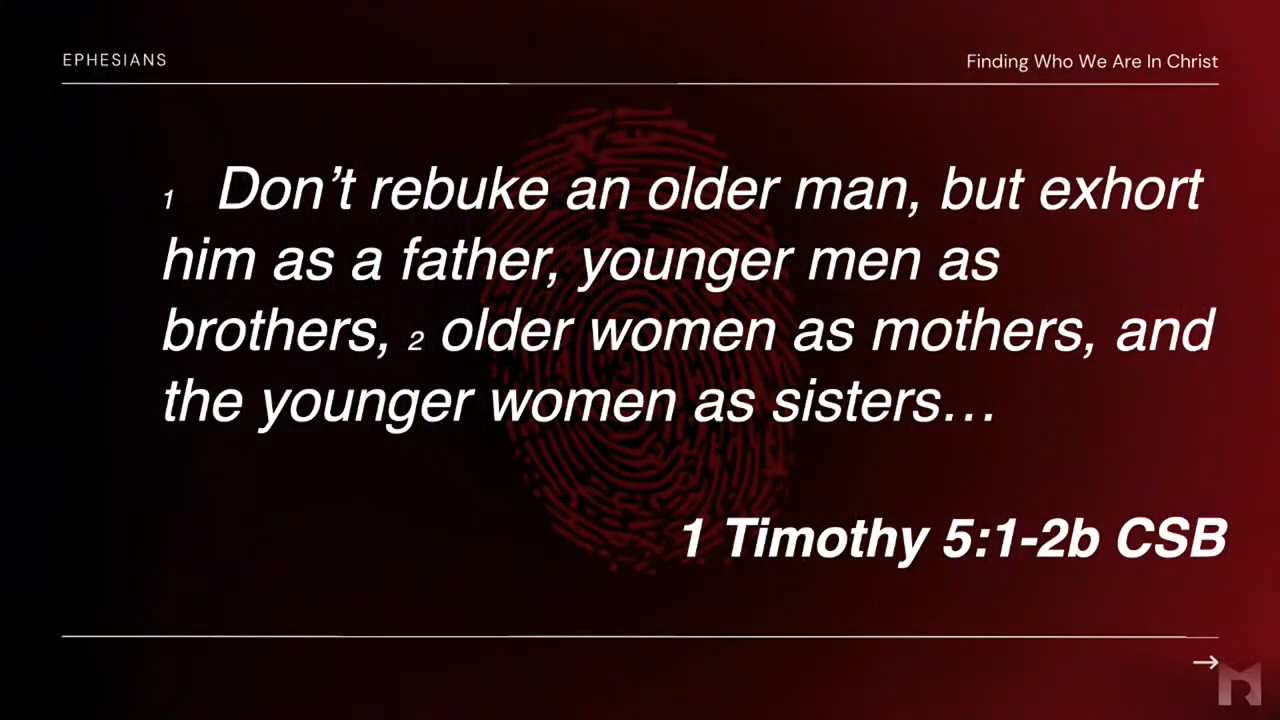 EPHESIANS
Finding Who We Are In Christ
1 Don’t rebuke an older man, but exhort
him as a father, younger men as
brothers, 2 older women as mothers, and
the younger women as sisters…
1 Timothy 5:1-2b CSB